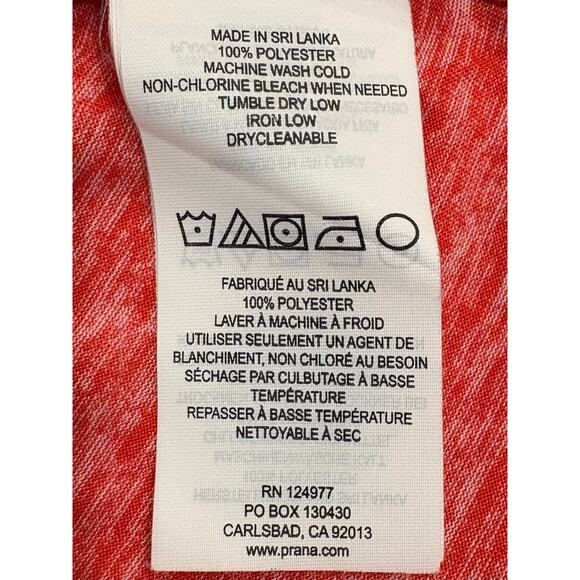 MADE IN SRI LANKA
100% POLYESTER
MACHINE WASH COLD
NON-CHLORINE BLEACH WHEN NEEDED
TUMBLE DRY LOW
IRON LOW
DRYCLEANABLE
FABRIQUÉ AU SRI LANKA
100% POLYESTER
LAVER À MACHINE À FROID
UTILISER SEULEMENT UN AGENT DE
BLANCHIMENT, NON CHLORÉ AU BESOIN
SÉCHAGE PAR CULBUTAGE À BASSE
TEMPÉRATURE
REPASSER À BASSE TEMPÉRATURE
NETTOYABLE À SEC
RN 124977
PO BOX 130430
CARLSBAD, CA 92013
www.prana.com